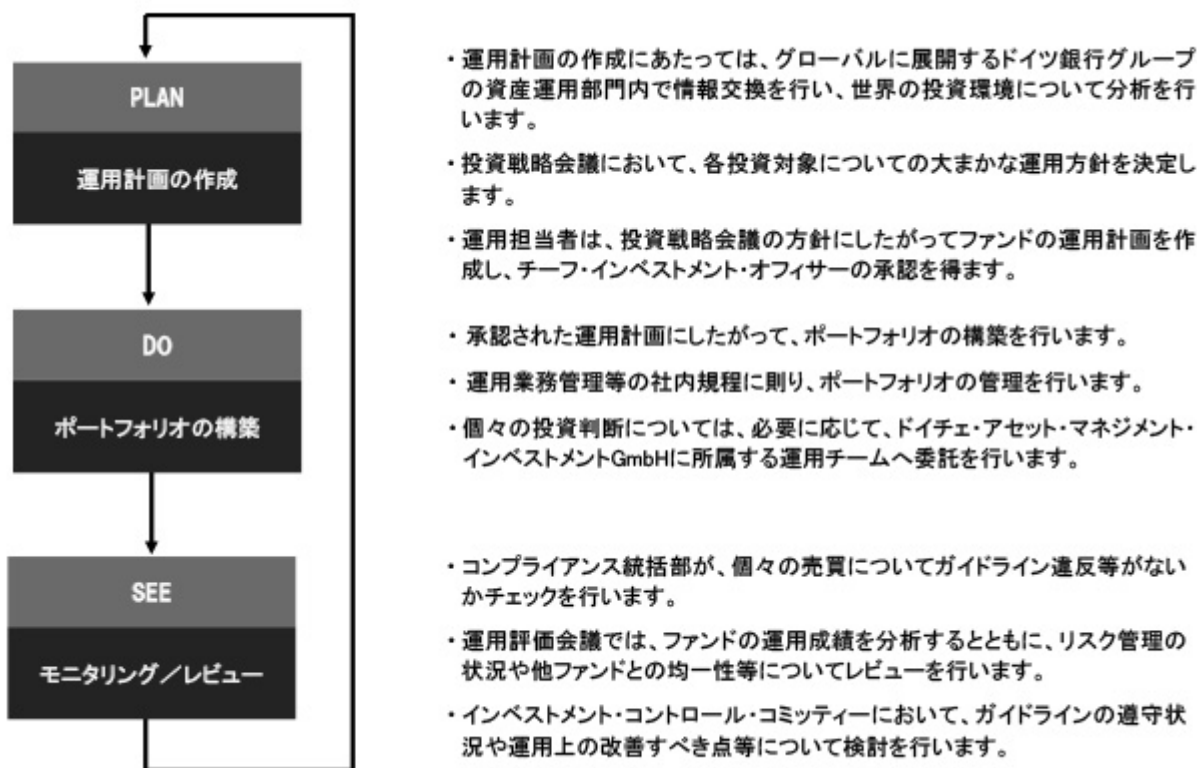 PLAN
運用計画の作成
・運用計画の作成にあたっては、グローバルに展開するドイツ銀行グループ
の資産運用部門内で情報交換を行い、世界の投資環境について分析を行
います。
・投資戦略会議において、各投資対象についての大まかな運用方針を決定し
ます。
・運用担当者は、投資戦略会議の方針にしたがってファンドの運用計画を作
成し、チーフ・インベストメント・オフィサーの承認を得ます。
DO
ポートフォリオの構築
・承認された運用計画にしたがって、ポートフォリオの構築を行います。
・運用業務管理等の社内規程に則り、ポートフォリオの管理を行います。
・個々の投資判断については、必要に応じて、ドイチェ・アセット・マネジメント・
インベストメントGmbHに所属する運用チームへ委託を行います。
SEE
モニタリング／レビュー
・コンプライアンス統括部が、個々の売買についてガイドライン違反等がない
かチェックを行います。
・運用評価会議では、ファンドの運用成績を分析するとともに、リスク管理の
状況や他ファンドとの均一性等についてレビューを行います。
・インベストメント・コントロール・コミッティーにおいて、ガイドラインの遵守状
況や運用上の改善すべき点等について検討を行います。